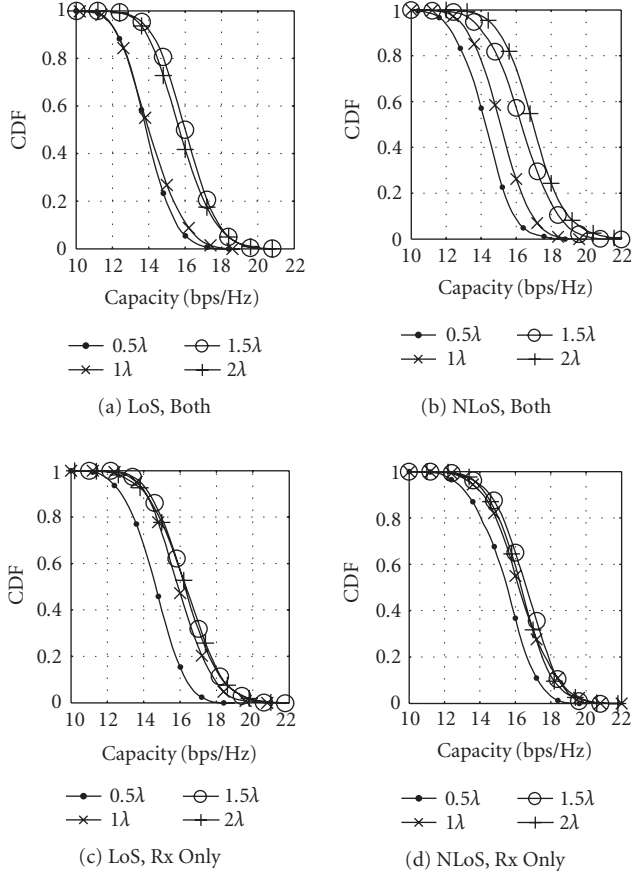 1
0.8
0.6
0.4
0.2
0
CDF
10 12 14 16 18 20 22
Capacity (bps/Hz)
0.5λ 1.5λ
1λ 2λ
(a) LoS, Both
1
0.8
0.6
0.4
0.2
0
CDF
10 12 14 16 18 20 22
Capacity (bps/Hz)
0.5λ 1.5λ
1λ 2λ
(b) NLoS, Both
1
0.8
0.6
0.4
0.2
0
CDF
10 12 14 16 18 20 22
Capacity (bps/Hz)
0.5λ 1.5λ
1λ 2λ
(c) LoS, Rx Only
1
0.8
0.6
0.4
0.2
0
CDF
10 12 14 16 18 20 22
Capacity (bps/Hz)
0.5λ 1.5λ
1λ 2λ
(d) NLoS, Rx Only